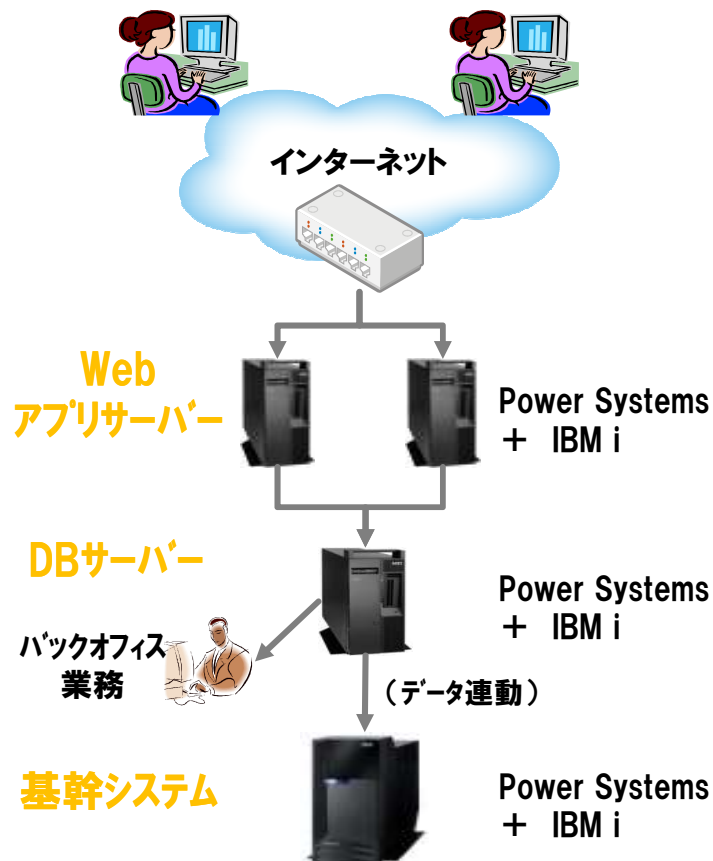 インターネット
Web
アプリサーバー
Power Systems
＋ IBM i
DBサーバー
Power Systems
＋ IBM i
バックオフィス
業務
（データ連動）
基幹システム
Power Systems
＋ IBM i